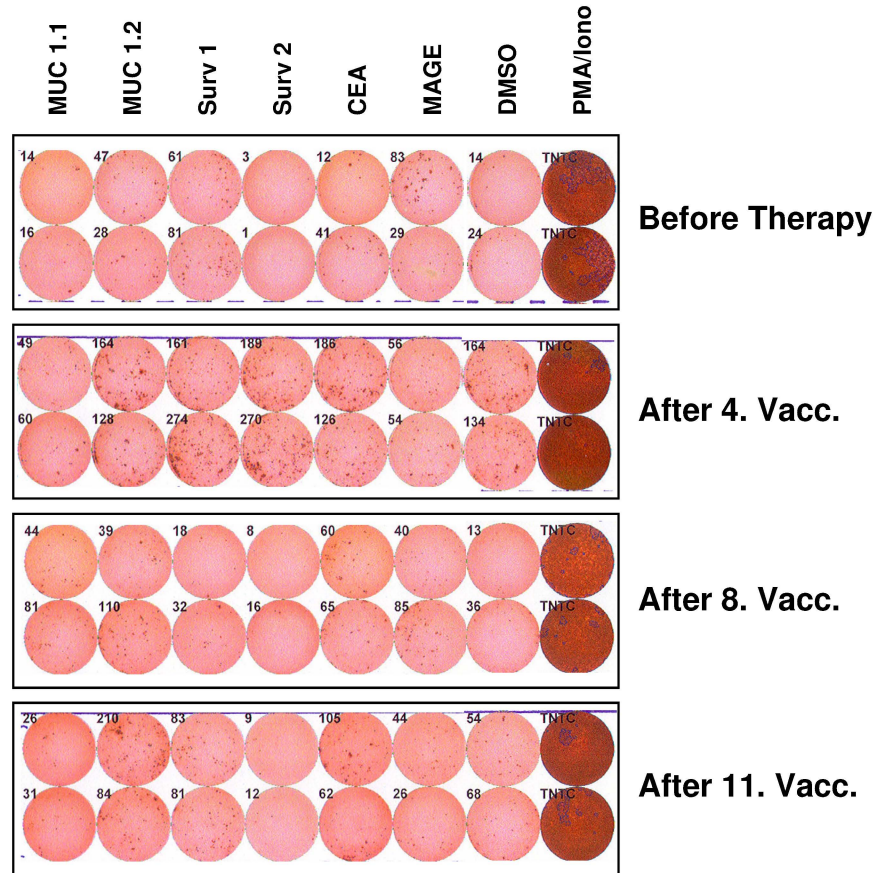 MUC 1.1 MUC 1.2 Surv 1 Surv 2 CEA MAGE DMSO PMA/Iono
14 47 61 3 12 83 14 TNTC
Before Therapy
16 28 81 1 41 29 24 TNTC
49 164 161 189 186 56 164 TNTC
After 4. Vacc.
60 128 274 270 126 54 134 TNTC
44 39 18 8 60 40 13 TNTC
After 8. Vacc.
81 110 32 16 65 85 36 TNTC
26 210 83 9 105 44 54 TNTC
After 11. Vacc.
31 84 81 12 62 26 68 TNTC